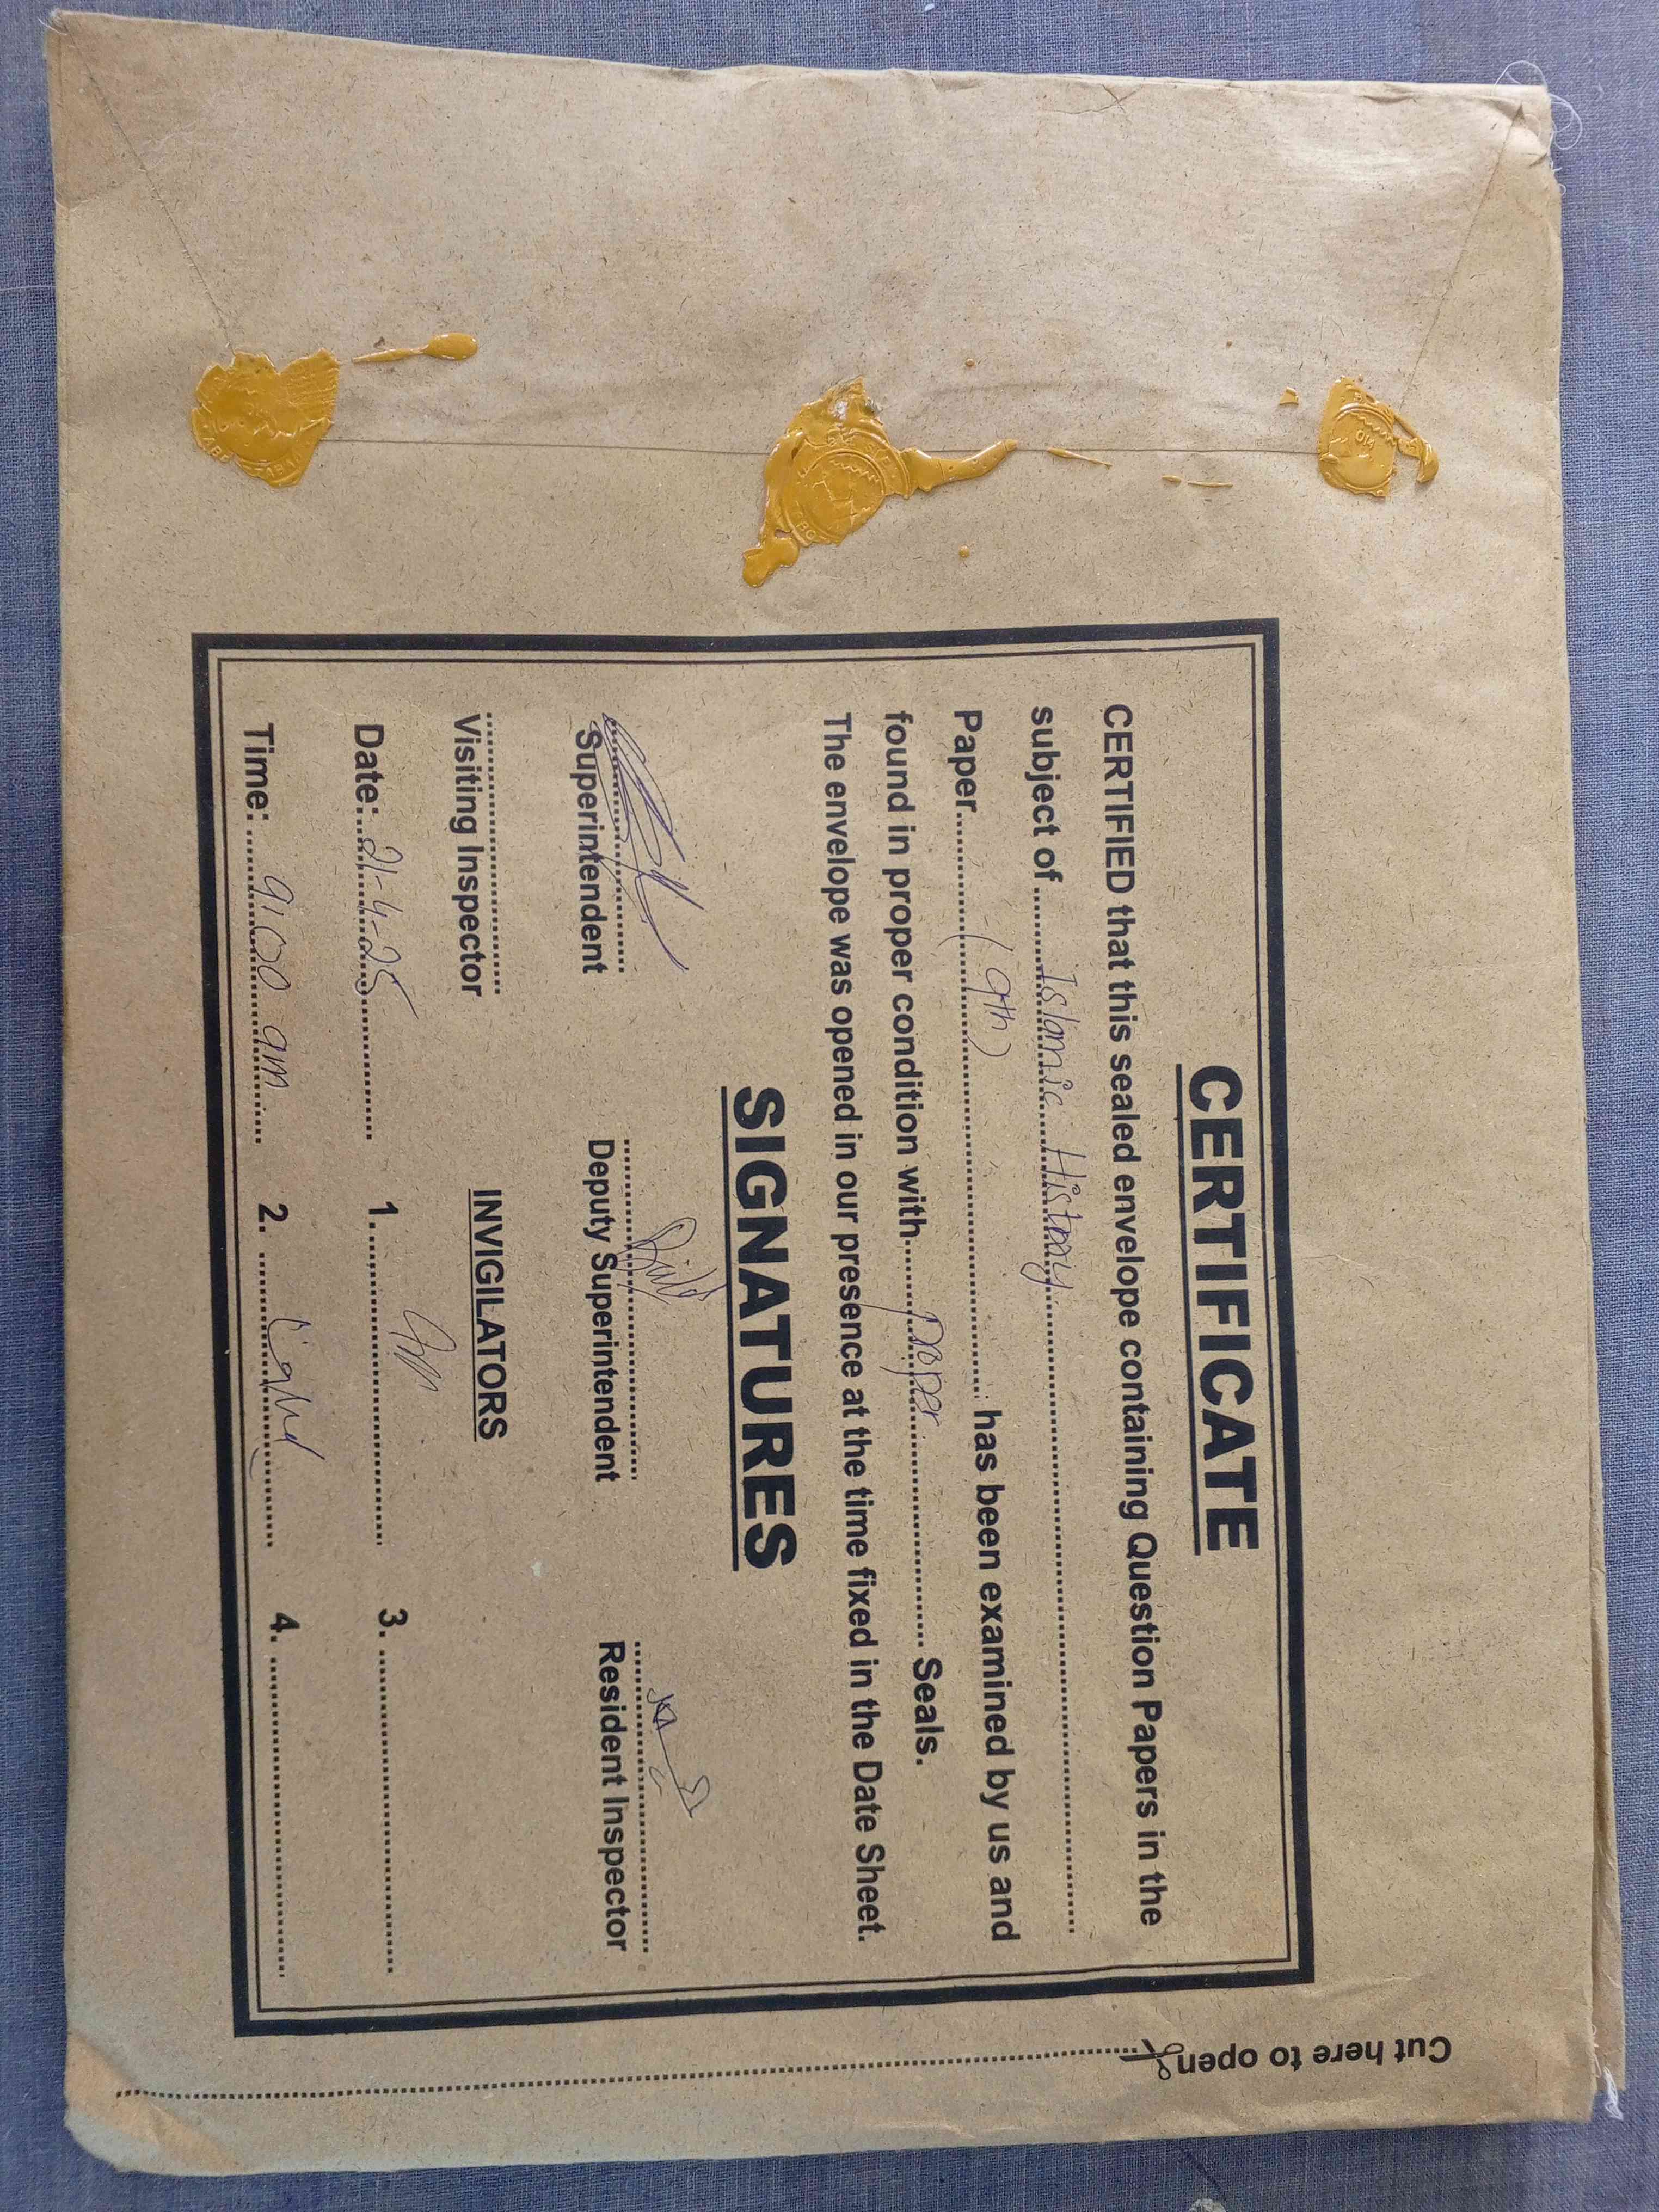 CERTIFICATE
CERTIFIED that this sealed envelope containing Question Papers in the
subject of ........ Islamic History ........
Paper ........ (9th) ........ has been examined by us and
found in proper condition with ........ proper ........ Seals.
The envelope was opened in our presence at the time fixed in the Date Sheet.
SIGNATURES
Superintendent Deputy Superintendent Resident Inspector
Visiting Inspector INVIGILATORS
Date: 21-4-25 1. 3.
Time: 9:00 am 2. 4.
Cut here to open